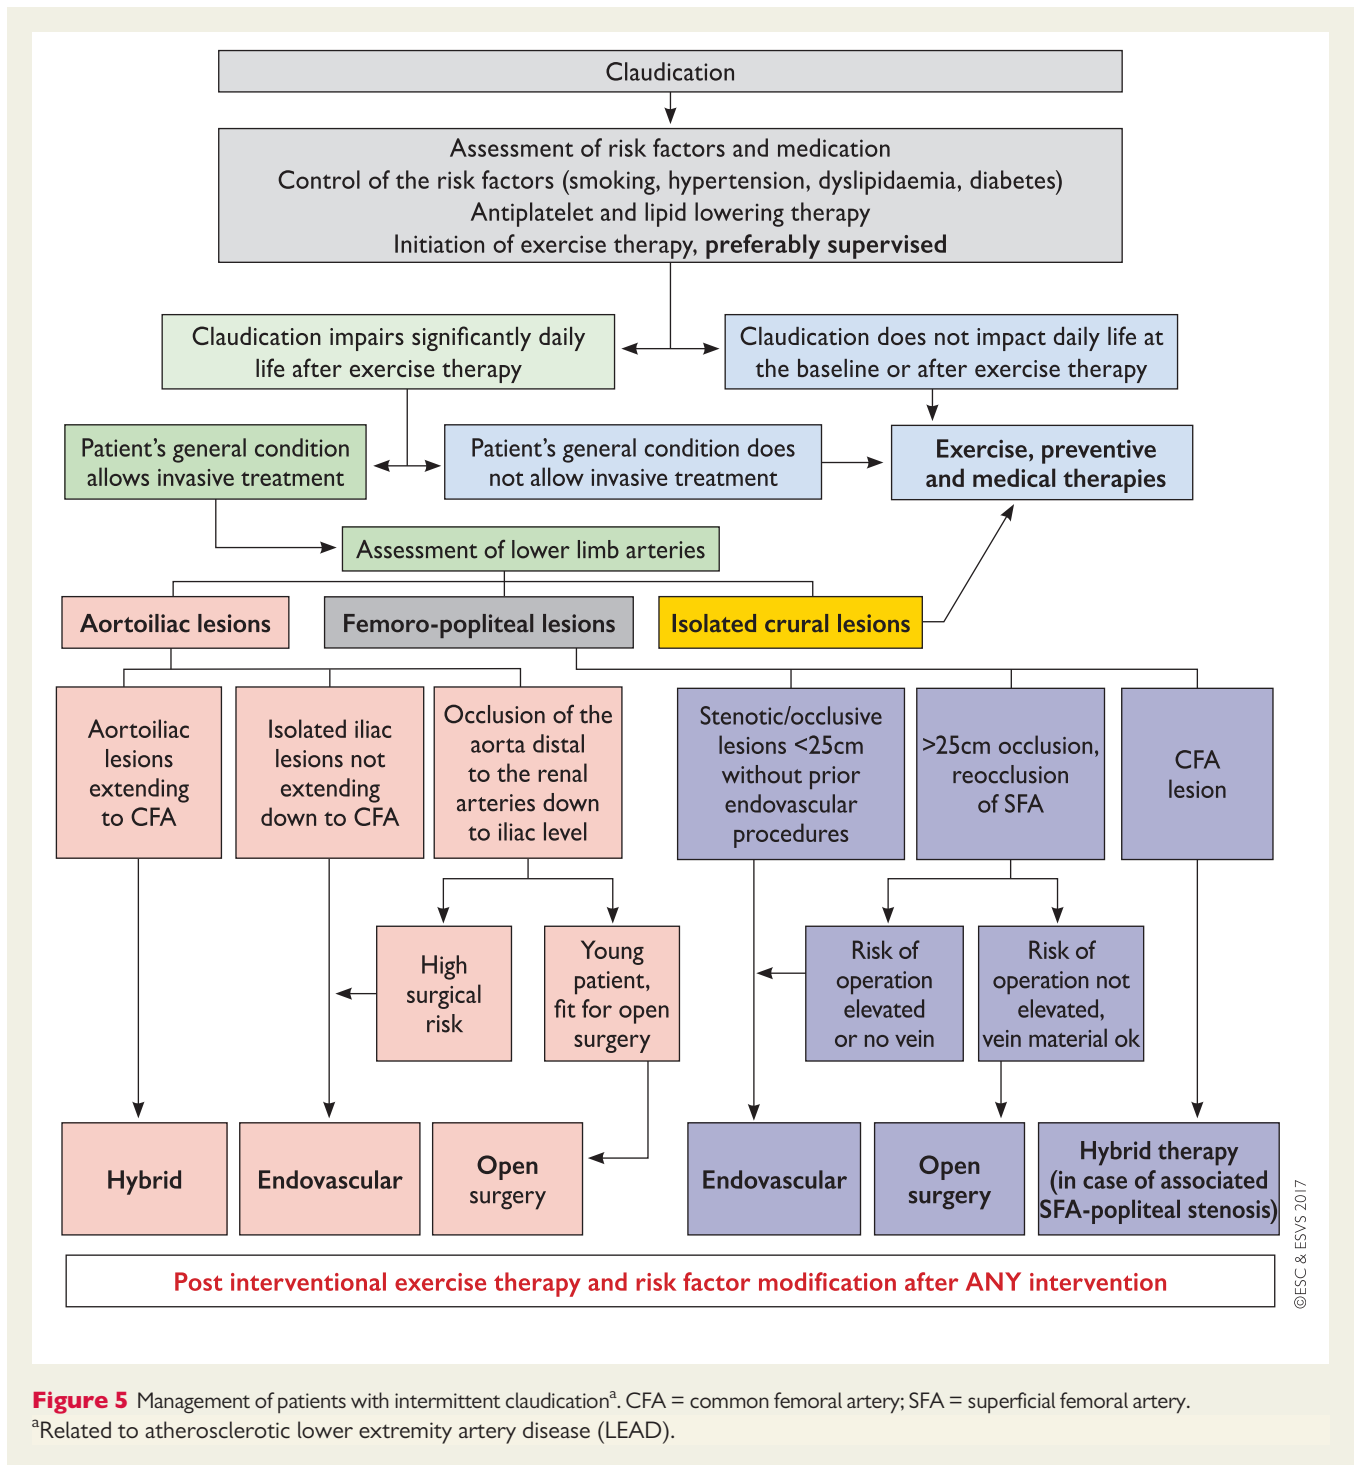 Claudication
Assessment of risk factors and medication
Control of the risk factors (smoking, hypertension, dyslipidaemia, diabetes)
Antiplatelet and lipid lowering therapy
Initiation of exercise therapy, preferably supervised
Claudication impairs significantly daily
life after exercise therapy
Claudication does not impact daily life at
the baseline or after exercise therapy
Patient's general condition
allows invasive treatment
Patient's general condition does
not allow invasive treatment
Exercise, preventive
and medical therapies
Assessment of lower limb arteries
Aortoiliac lesions
Femoro-popliteal lesions
Isolated crural lesions
Aortoiliac
lesions
extending
to CFA
Isolated iliac
lesions not
extending
down to CFA
Occlusion of the
aorta distal
to the renal
arteries down
to iliac level
Stenotic/occlusive
lesions <25cm
without prior
endovascular
procedures
>25cm occlusion,
reocclusion
of SFA
CFA
lesion
High
surgical
risk
Young
patient,
fit for open
surgery
Risk of
operation
elevated
or no vein
Risk of
operation not
elevated,
vein material ok
Hybrid
Endovascular
Open
surgery
Endovascular
Open
surgery
Hybrid therapy
(in case of associated
SFA-popliteal stenosis)
©ESC & ESVS 2017
Post interventional exercise therapy and risk factor modification after ANY intervention
Figure 5 Management of patients with intermittent claudicationᵃ. CFA = common femoral artery; SFA = superficial femoral artery.
ᵃRelated to atherosclerotic lower extremity artery disease (LEAD).